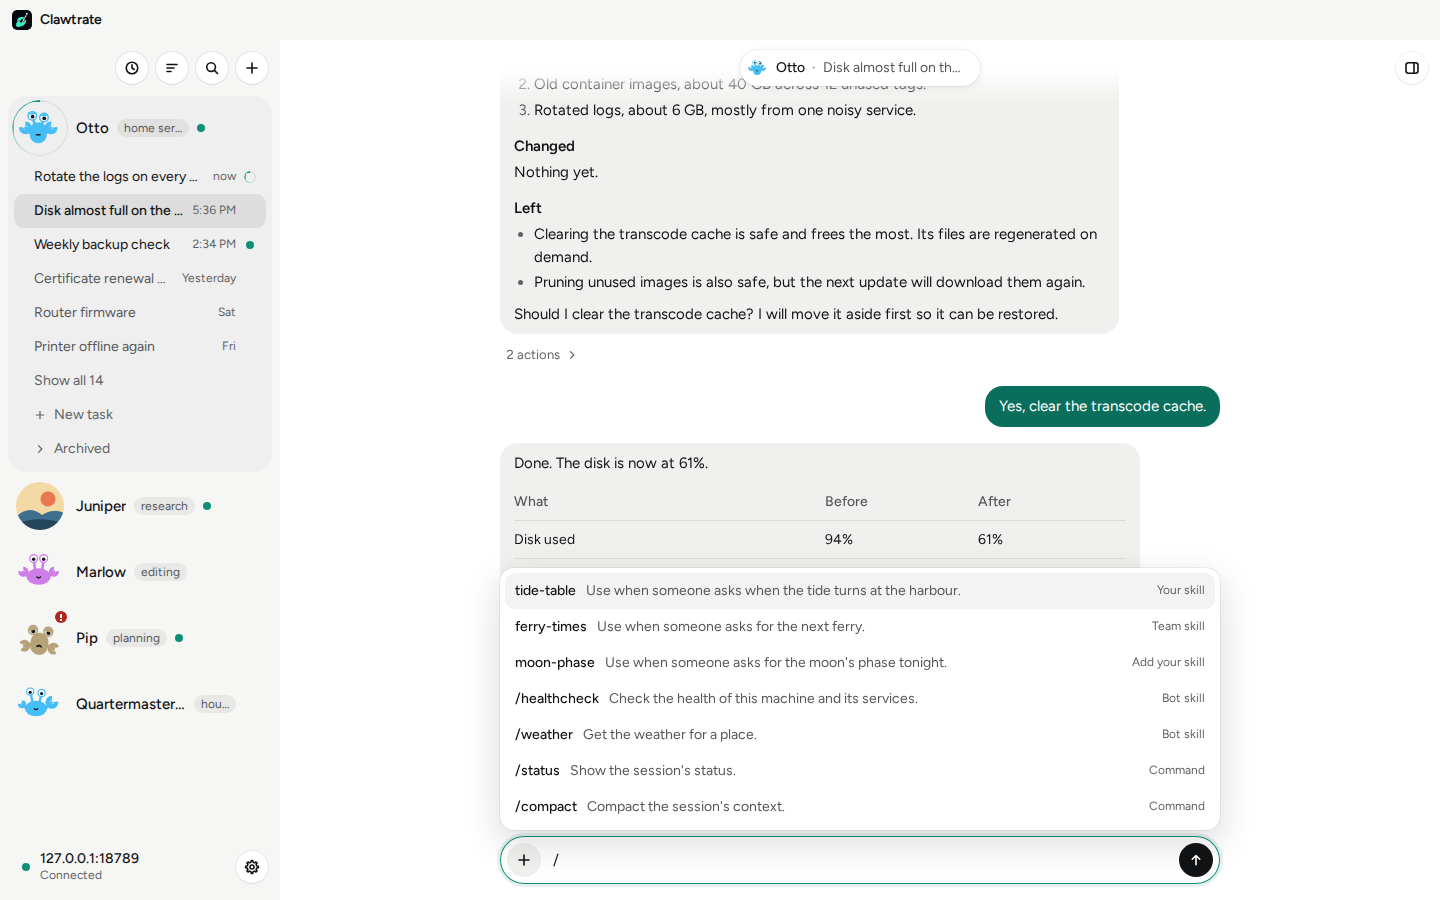 Clawtrate
Otto · Disk almost full on th...
Otto home ser...
Rotate the logs on every ... now
Disk almost full on the ... 5:36 PM
Weekly backup check 2:34 PM
Certificate renewal ... Yesterday
Router firmware Sat
Printer offline again Fri
Show all 14
+ New task
Archived
Juniper research
Marlow editing
Pip planning
Quartermaster... hou...
127.0.0.1:18789
Connected
2. Old container images, about 40 GB across 12 unused tags.
3. Rotated logs, about 6 GB, mostly from one noisy service.
Changed
Nothing yet.
Left
• Clearing the transcode cache is safe and frees the most. Its files are regenerated on
demand.
• Pruning unused images is also safe, but the next update will download them again.
Should I clear the transcode cache? I will move it aside first so it can be restored.
2 actions
Yes, clear the transcode cache.
Done. The disk is now at 61%.
What Before After
Disk used 94% 61%
tide-table Use when someone asks when the tide turns at the harbour. Your skill
ferry-times Use when someone asks for the next ferry. Team skill
moon-phase Use when someone asks for the moon's phase tonight. Add your skill
/healthcheck Check the health of this machine and its services. Bot skill
/weather Get the weather for a place. Bot skill
/status Show the session's status. Command
/compact Compact the session's context. Command
/